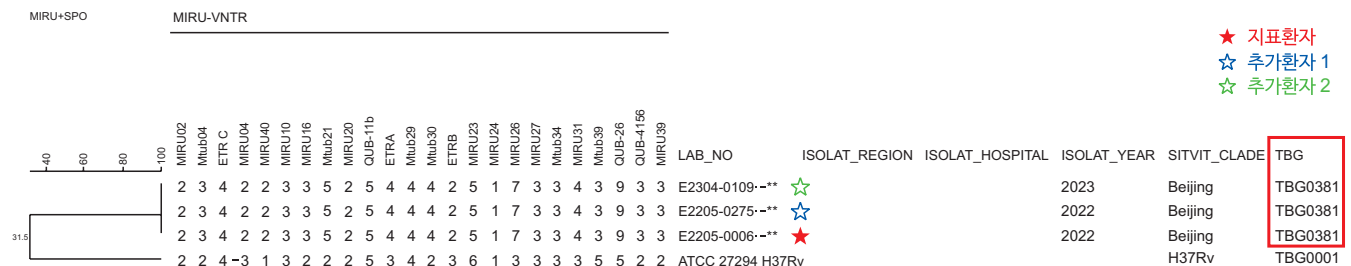 MIRU+SPO MIRU-VNTR
★ 지표환자
☆ 추가환자 1
☆ 추가환자 2
40 60 80 100 MIRU02 Mtub04 ETR C MIRU04 MIRU40 MIRU10 MIRU16 Mtub21 MIRU20 QUB-11b ETRA Mtub29 Mtub30 ETRB MIRU23 MIRU24 MIRU26 MIRU27 Mtub34 MIRU31 Mtub39 QUB-26 QUB-4156 MIRU39 LAB_NO ISOLAT_REGION ISOLAT_HOSPITAL ISOLAT_YEAR SITVIT_CLADE TBG
2 3 4 2 2 3 3 5 2 5 4 4 4 2 5 1 7 3 3 4 3 9 3 3 E2304-0109--** ☆ 2023 Beijing TBG0381
2 3 4 2 2 3 3 5 2 5 4 4 4 2 5 1 7 3 3 4 3 9 3 3 E2205-0275--** ☆ 2022 Beijing TBG0381
2 3 4 2 2 3 3 5 2 5 4 4 4 2 5 1 7 3 3 4 3 9 3 3 E2205-0006--** ★ 2022 Beijing TBG0381
31.5
2 2 4 -3 1 3 2 2 2 5 3 4 2 3 6 1 3 3 3 3 5 5 2 2 ATCC 27294 H37Rv H37Rv TBG0001